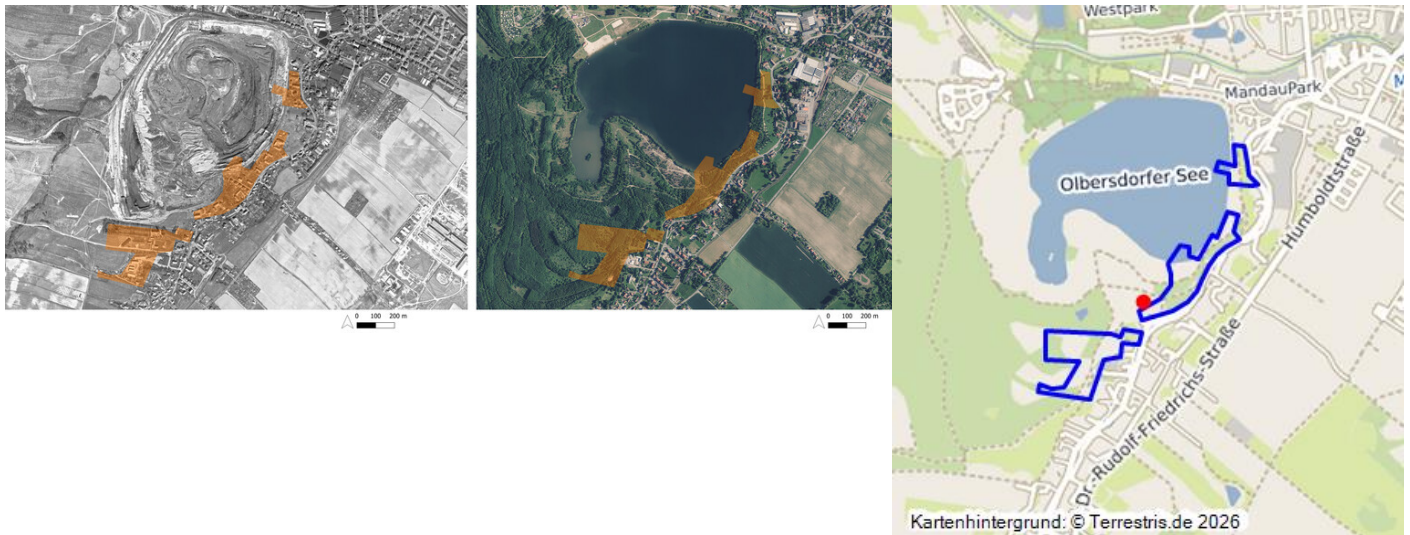 0 100 200 m
0 100 200 m
Westpark
MandauPark
M
Olbersdorfer See
Humboldtstraße
Dr.-Rudolf-Friedrichs-Straße
Kartenhintergrund: © Terrestris.de 2026